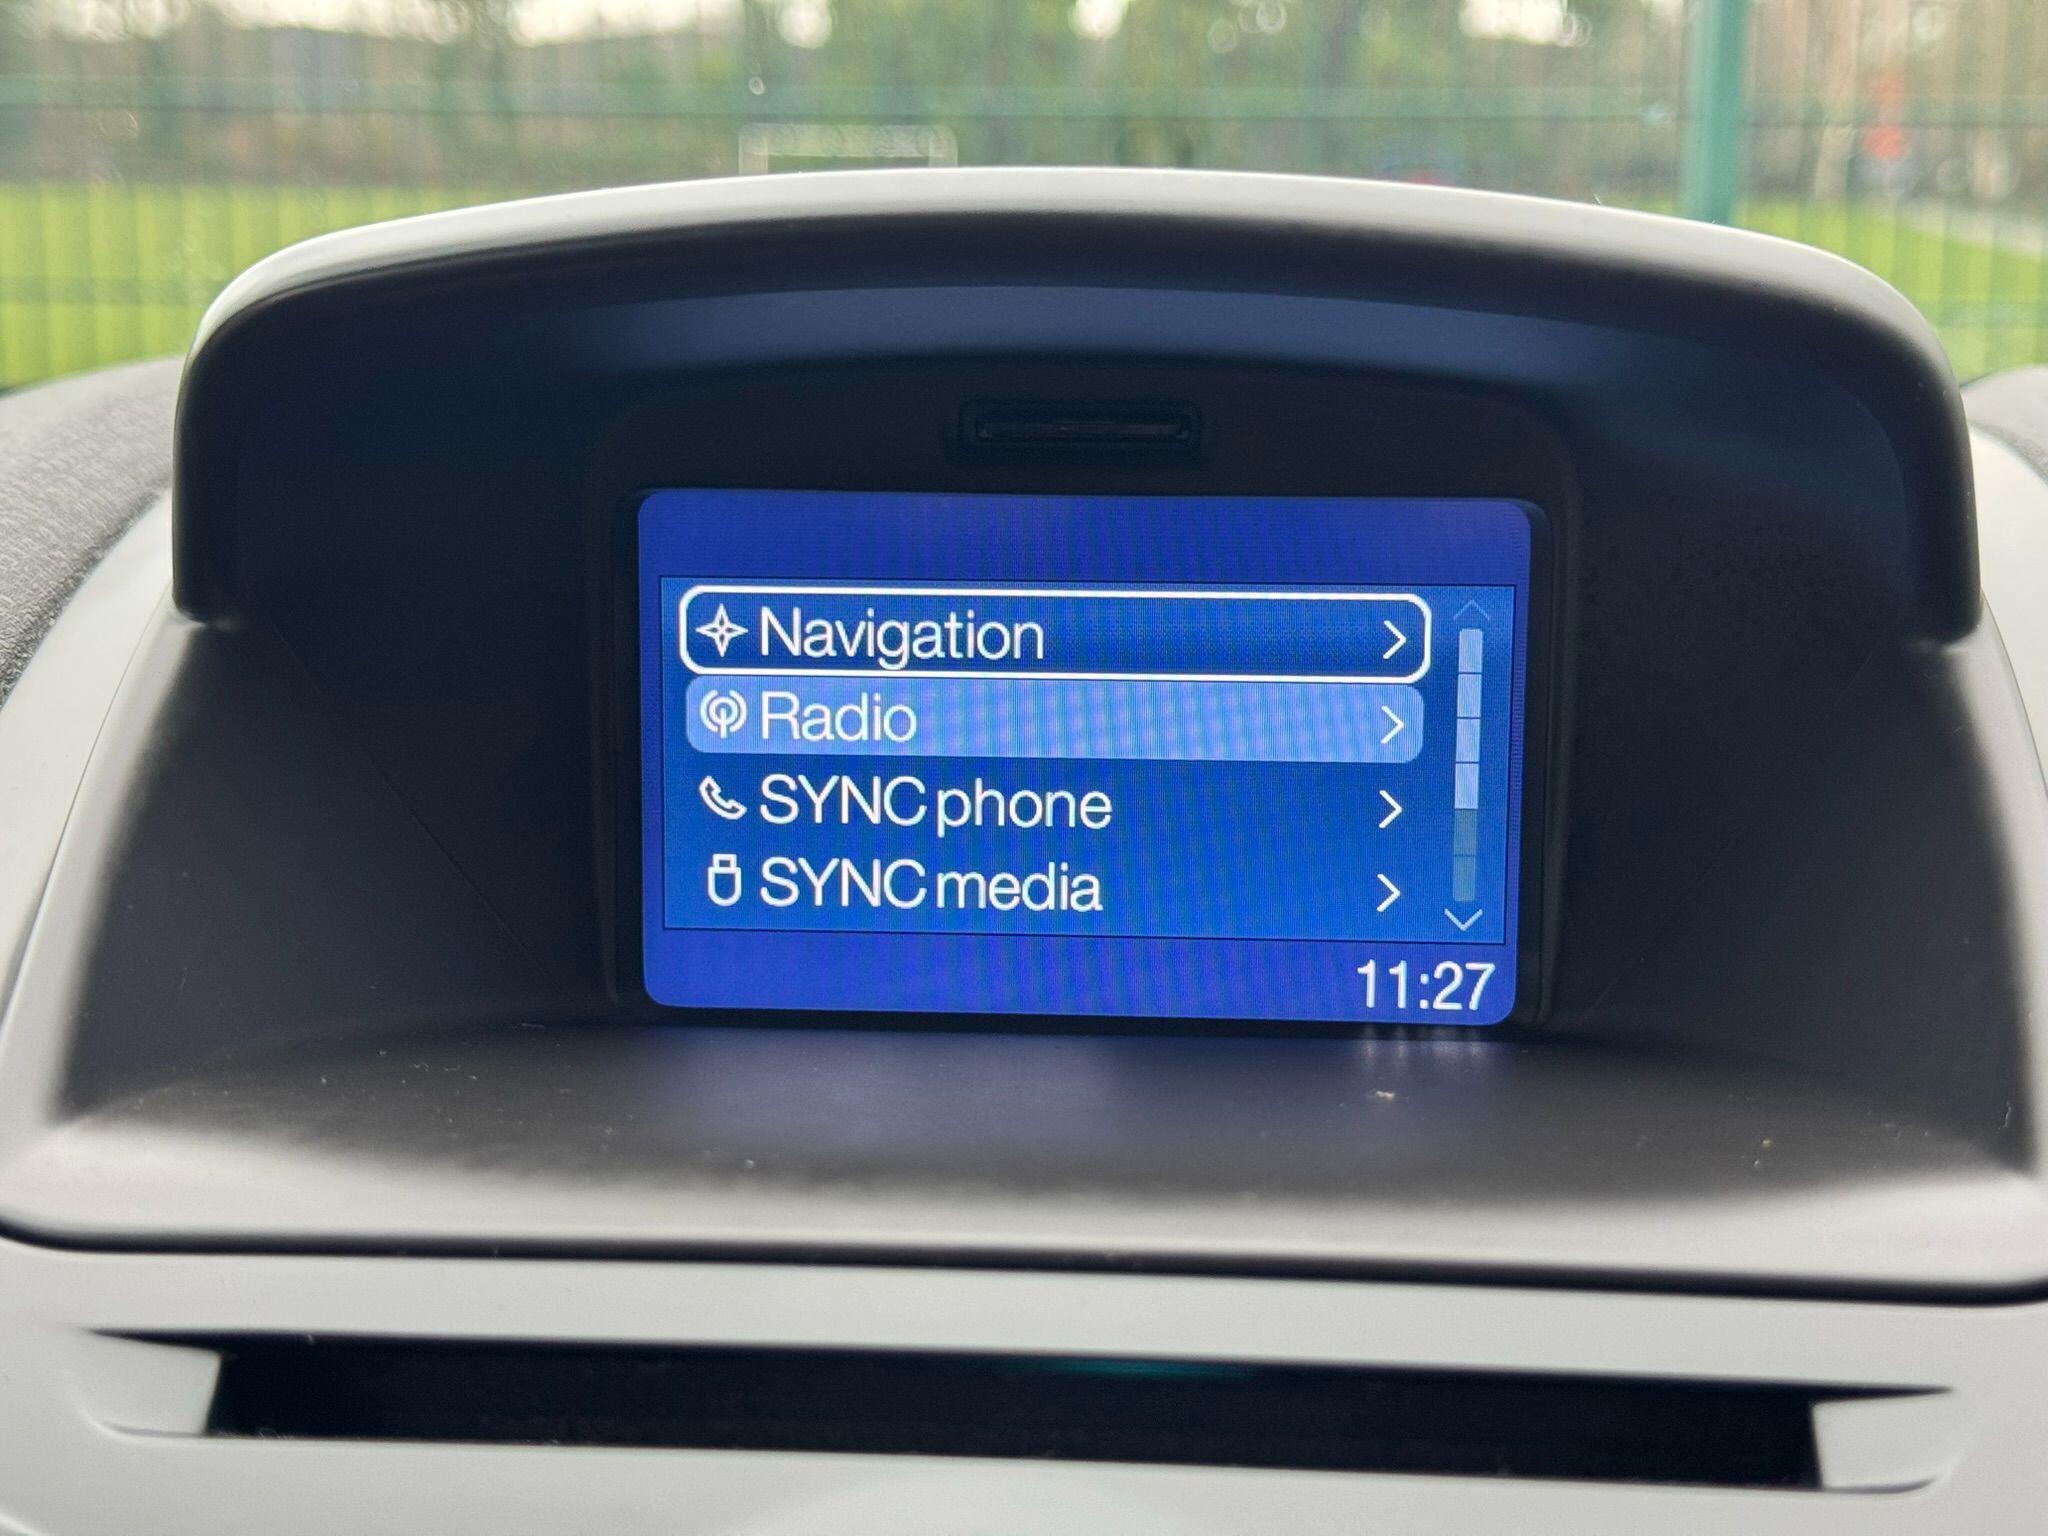 Navigation
Radio
SYNC phone
SYNC media
11:27